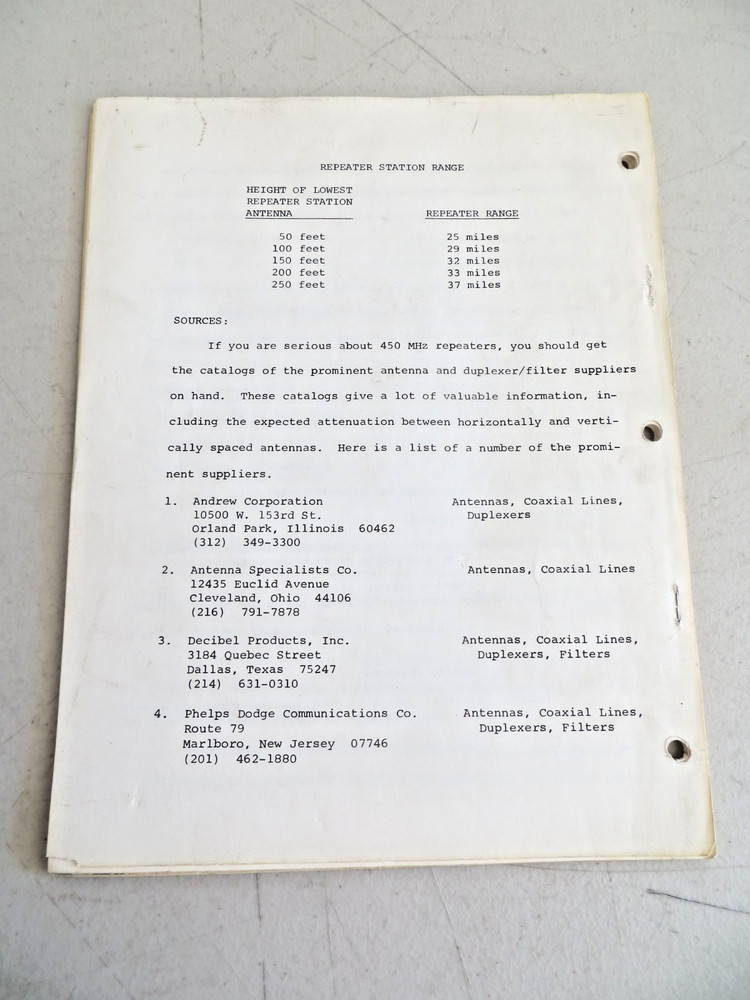 REPEATER STATION RANGE
HEIGHT OF LOWEST
REPEATER STATION
ANTENNA REPEATER RANGE
50 feet 25 miles
100 feet 29 miles
150 feet 32 miles
200 feet 33 miles
250 feet 37 miles
SOURCES:
If you are serious about 450 MHz repeaters, you should get
the catalogs of the prominent antenna and duplexer/filter suppliers
on hand. These catalogs give a lot of valuable information, in-
cluding the expected attenuation between horizontally and verti-
cally spaced antennas. Here is a list of a number of the promi-
nent suppliers.
1. Andrew Corporation Antennas, Coaxial Lines,
10500 W. 153rd St. Duplexers
Orland Park, Illinois 60462
(312) 349-3300
2. Antenna Specialists Co. Antennas, Coaxial Lines
12435 Euclid Avenue
Cleveland, Ohio 44106
(216) 791-7878
3. Decibel Products, Inc. Antennas, Coaxial Lines,
3184 Quebec Street Duplexers, Filters
Dallas, Texas 75247
(214) 631-0310
4. Phelps Dodge Communications Co. Antennas, Coaxial Lines,
Route 79 Duplexers, Filters
Marlboro, New Jersey 07746
(201) 462-1880